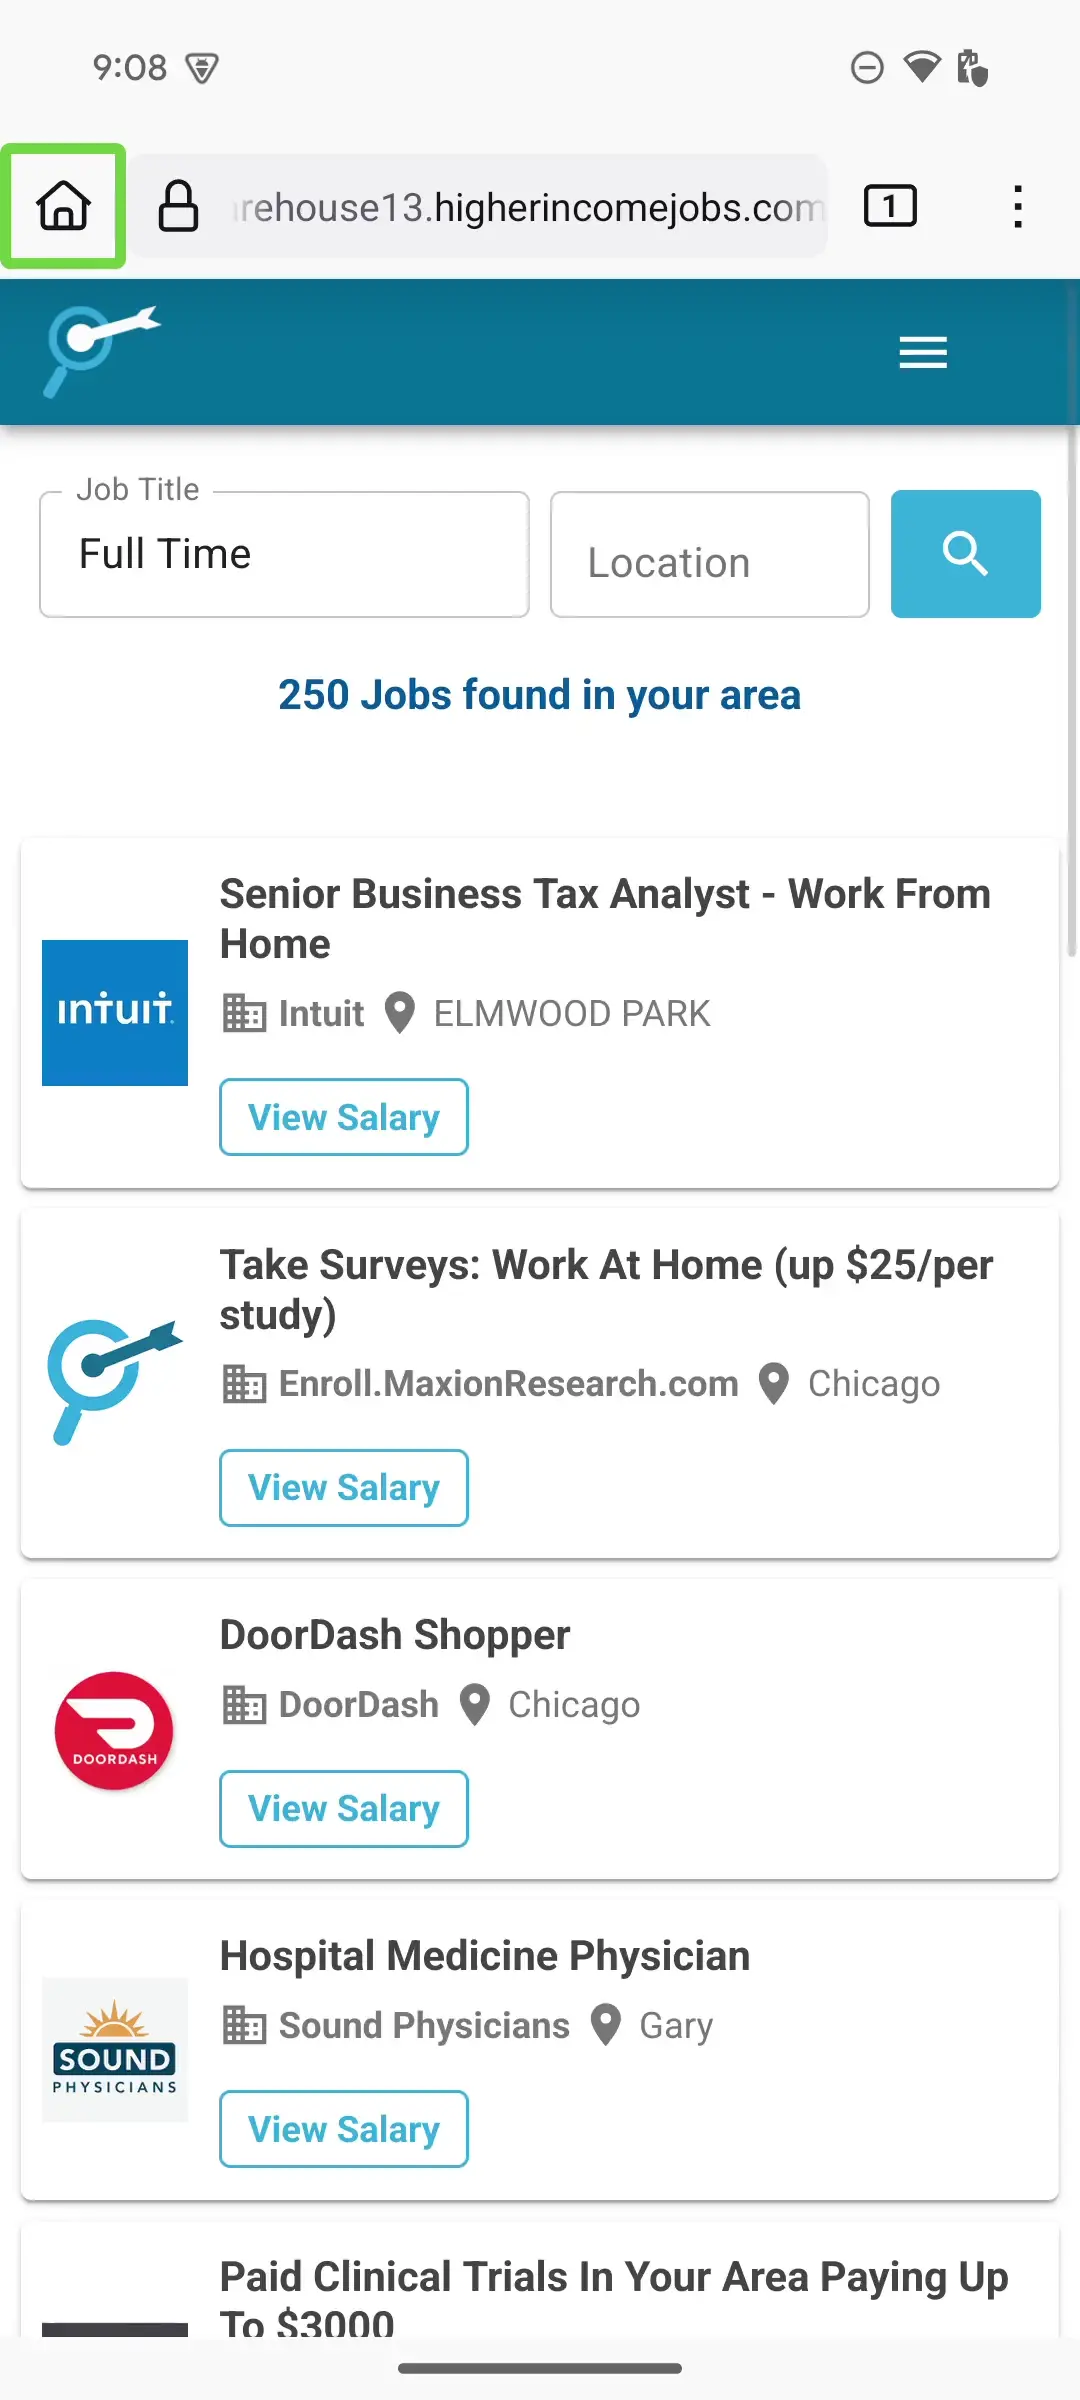 9:08
rehouse13.higherincomejobs.com
1
Job Title
Full Time
Location
250 Jobs found in your area
Senior Business Tax Analyst - Work From
Home
intuit.
Intuit ELMWOOD PARK
View Salary
Take Surveys: Work At Home (up $25/per
study)
Enroll.MaxionResearch.com Chicago
View Salary
DoorDash Shopper
DoorDash Chicago
DOORDASH
View Salary
Hospital Medicine Physician
Sound Physicians Gary
SOUND
PHYSICIANS
View Salary
Paid Clinical Trials In Your Area Paying Up
To $3000